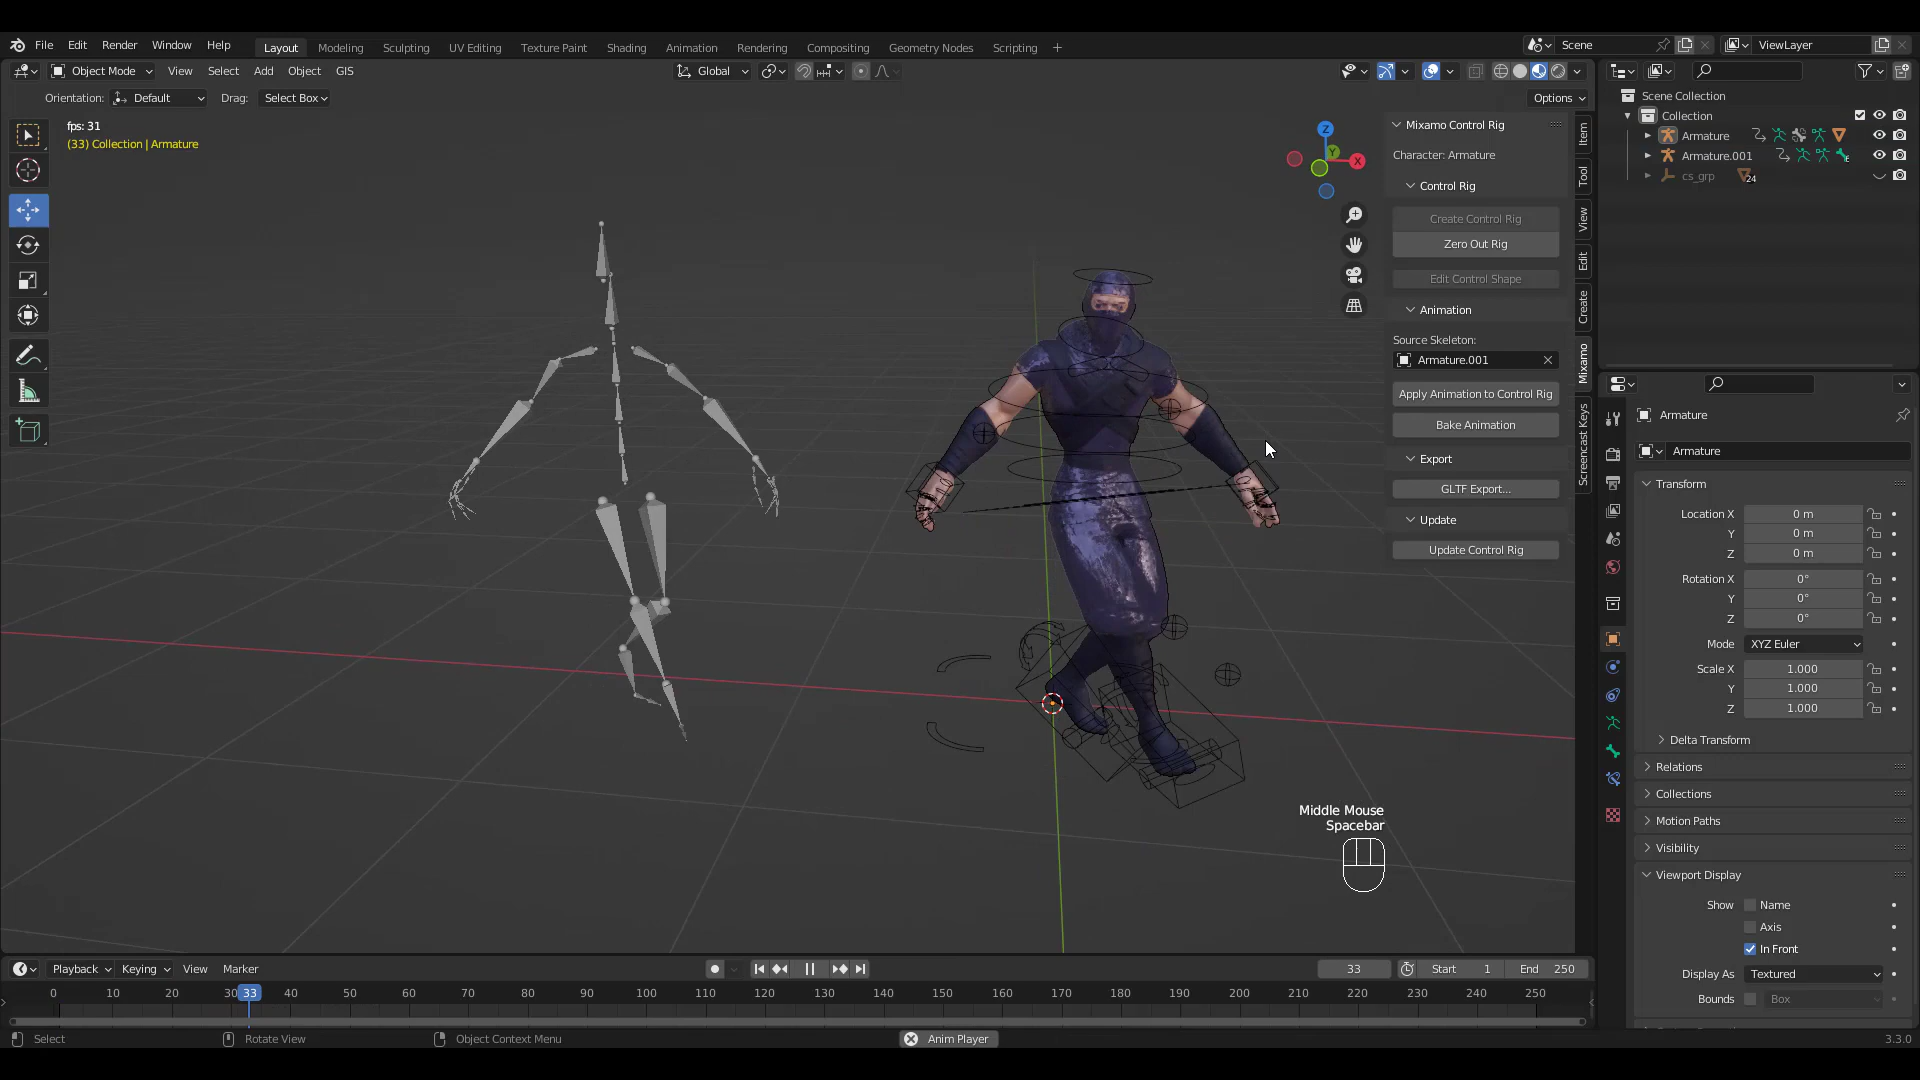 File Edit Render Window Help Layout Modeling Sculpting UV Editing Texture Paint Shading Animation Rendering Compositing Geometry Nodes Scripting + Scene ViewLayer
Object Mode View Select Add Object GIS Global
Orientation: Default Drag: Select Box Options
fps: 31
(33) Collection | Armature
Z
Y
X
Mixamo Control Rig
Character: Armature
Control Rig
Create Control Rig
Zero Out Rig
Edit Control Shape
Animation
Source Skeleton:
Armature.001
Apply Animation to Control Rig
Bake Animation
Export
GLTF Export...
Update
Update Control Rig
Item
Tool
View
Edit
Create
Mixamo
Screencast Keys
Scene Collection
Collection
Armature
Armature.001
cs_grp 24
Armature
Armature
Transform
Location X 0 m
Y 0 m
Z 0 m
Rotation X 0°
Y 0°
Z 0°
Mode XYZ Euler
Scale X 1.000
Y 1.000
Z 1.000
Delta Transform
Relations
Collections
Motion Paths
Visibility
Viewport Display
Show Name
Axis
In Front
Display As Textured
Bounds Box
Middle Mouse
Spacebar
Playback Keying View Marker 33 Start 1 End 250
0 10 20 30 33 40 50 60 70 80 90 100 110 120 130 140 150 160 170 180 190 200 210 220 230 240 250
Select Rotate View Object Context Menu Anim Player 3.3.0